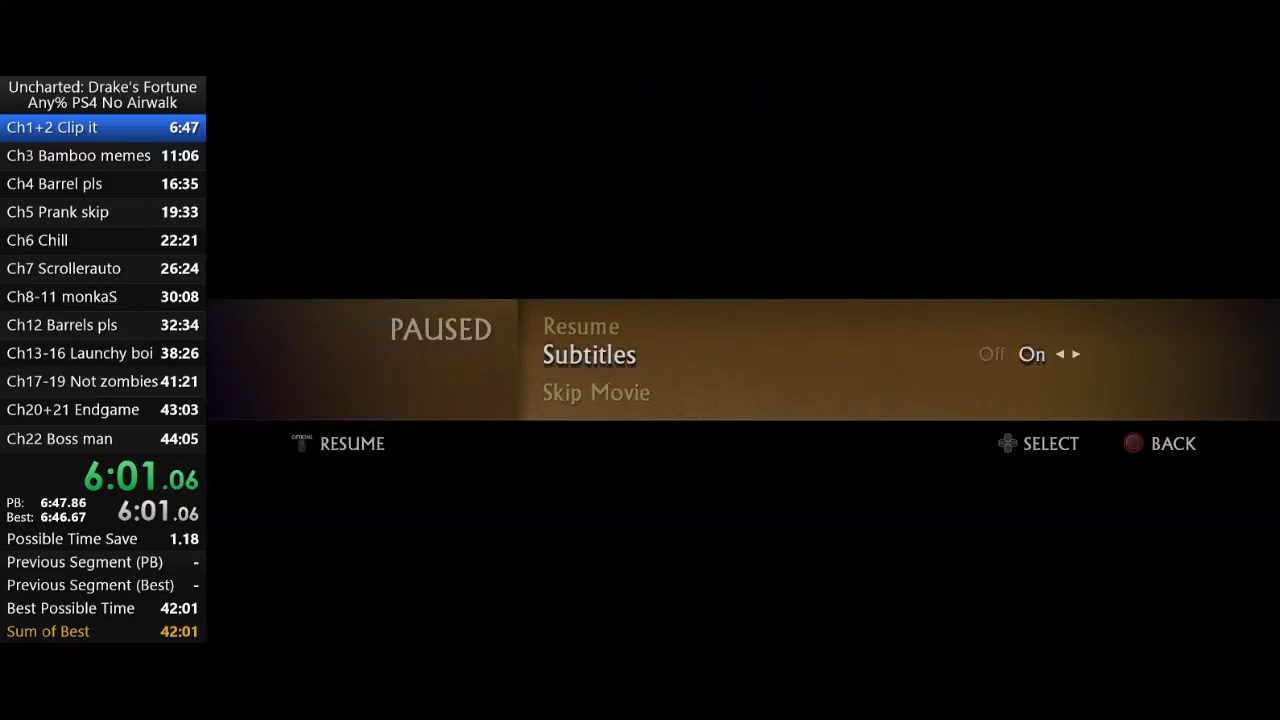 Uncharted: Drake's Fortune
Any% PS4 No Airwalk
Ch1+2 Clip it 6:47
Ch3 Bamboo memes 11:06
Ch4 Barrel pls 16:35
Ch5 Prank skip 19:33
Ch6 Chill 22:21
Ch7 Scrollerauto 26:24
Ch8-11 monkaS 30:08
Ch12 Barrels pls 32:34
Ch13-16 Launchy boi 38:26
Ch17-19 Not zombies 41:21
Ch20+21 Endgame 43:03
Ch22 Boss man 44:05
6:01.06
PB: 6:47.86
Best: 6:46.67
6:01.06
Possible Time Save 1.18
Previous Segment (PB) -
Previous Segment (Best) -
Best Possible Time 42:01
Sum of Best 42:01
PAUSED
Resume
Subtitles Off On
Skip Movie
OPTIONS RESUME
SELECT BACK